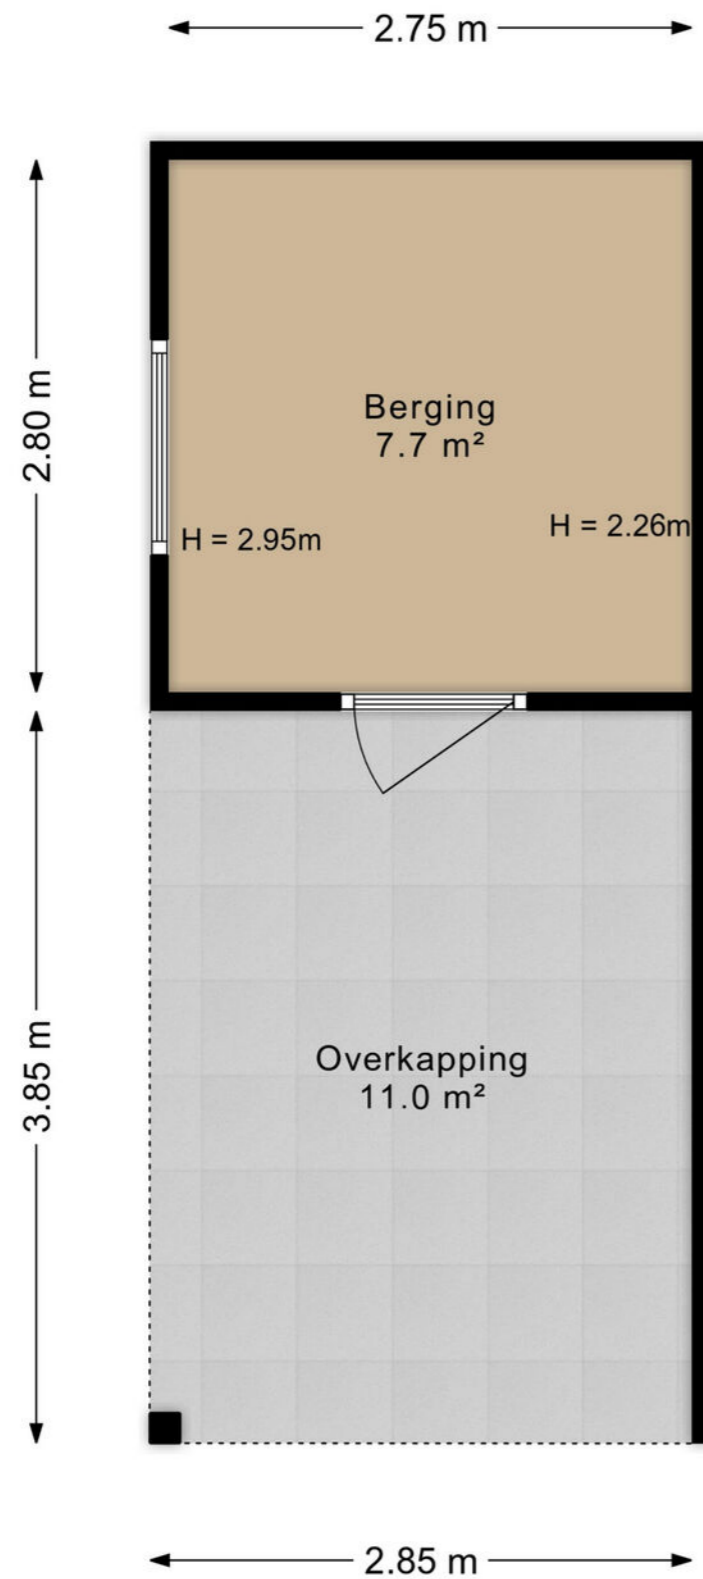 2.75 m
2.80 m
Berging
7.7 m²
H = 2.95m
H = 2.26m
3.85 m
Overkapping
11.0 m²
2.85 m